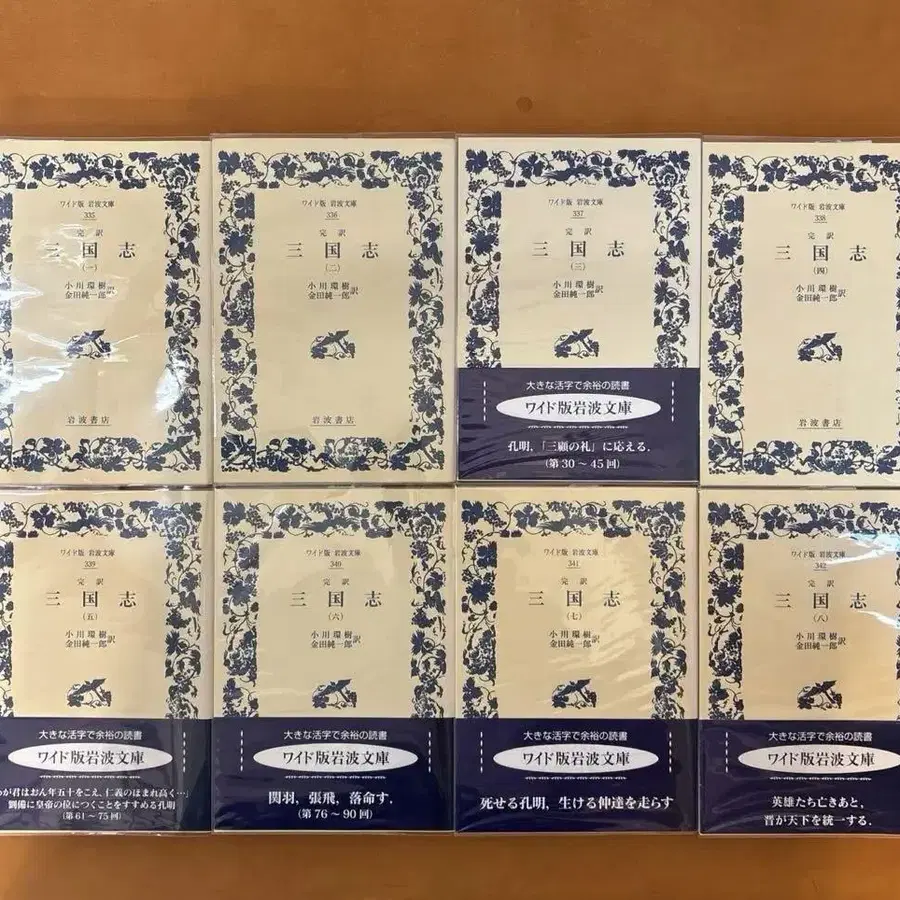 ワイド版 岩波文庫
335
完訳
三国志
(一)
小川環樹
金田純一郎 訳
岩波書店
ワイド版 岩波文庫
336
完訳
三国志
(二)
小川環樹
金田純一郎 訳
岩波書店
ワイド版 岩波文庫
337
完訳
三国志
(三)
小川環樹
金田純一郎 訳
大きな活字で余裕の読書
ワイド版岩波文庫
孔明、「三顧の礼」に応える.
(第30〜45回)
ワイド版 岩波文庫
338
完訳
三国志
(四)
小川環樹
金田純一郎 訳
岩波書店
ワイド版 岩波文庫
339
完訳
三国志
(五)
小川環樹
金田純一郎 訳
大きな活字で余裕の読書
ワイド版岩波文庫
が君はおん年五十をこえ、仁義のほまれ高く…」
劉備に皇帝の位につくことをすすめる孔明
(第61〜75回)
ワイド版 岩波文庫
340
完訳
三国志
(六)
小川環樹
金田純一郎 訳
大きな活字で余裕の読書
ワイド版岩波文庫
関羽、張飛、落命す.
(第76〜90回)
ワイド版 岩波文庫
341
完訳
三国志
(七)
小川環樹
金田純一郎 訳
大きな活字で余裕の読書
ワイド版岩波文庫
死せる孔明、生ける仲達を走らす
ワイド版 岩波文庫
342
完訳
三国志
(八)
小川環樹
金田純一郎 訳
大きな活字で余裕の読書
ワイド版岩波文庫
英雄たち亡きあと、
晋が天下を統一する.